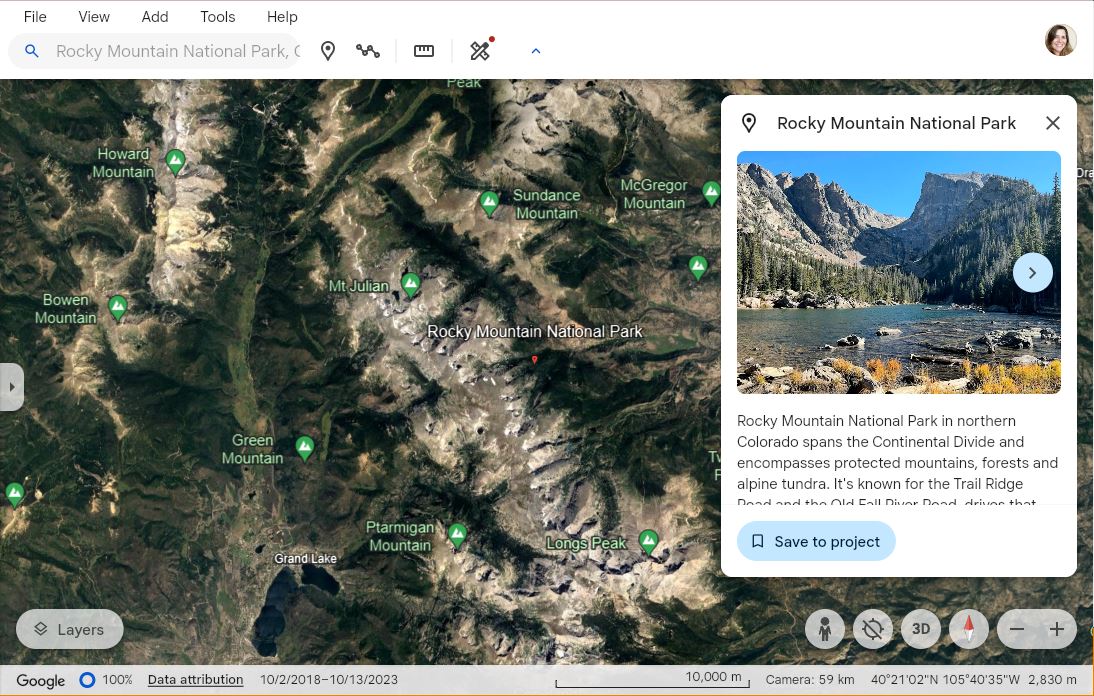 File
View
Add
Tools
Help
Rocky Mountain National Park, C
Peak
Howard
Mountain
Sundance
Mountain
McGregor
Mountain
Rocky Mountain National Park
Mt Julian
Bowen
Mountain
Rocky Mountain National Park
Green
Mountain
Rocky Mountain National Park in northern
Colorado spans the Continental Divide and
encompasses protected mountains, forests and
alpine tundra. It's known for the Trail Ridge
Road and the Old Fall River Road, drives that
Ptarmigan
Mountain
Longs Peak
Save to project
Grand Lake
Layers
3D
Google
100%
Data attribution
10/2/2018–10/13/2023
10,000 m
Camera: 59 km
40°21'02"N 105°40'35"W
2,830 m